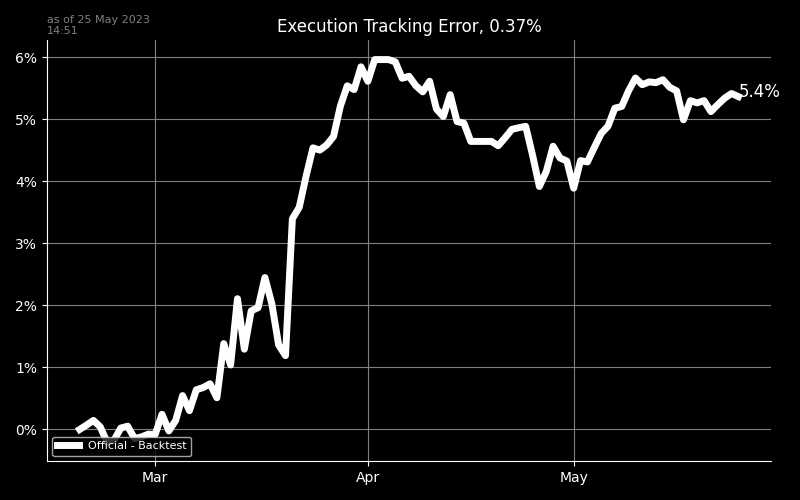 as of 25 May 2023
14:51
Execution Tracking Error, 0.37%
6%
5.4%
5%
4%
3%
2%
1%
0%
Official - Backtest
Mar Apr May